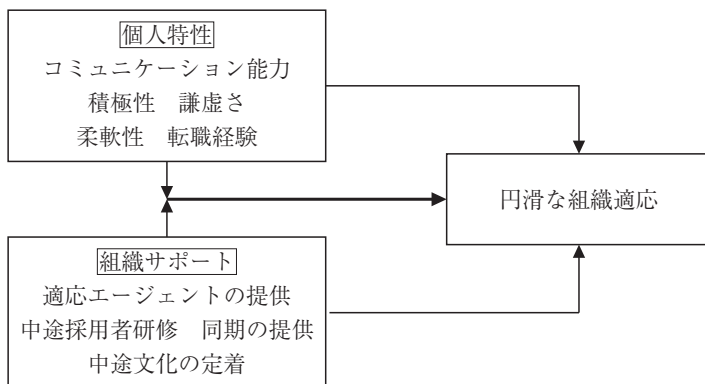 個人特性
コミュニケーション能力
積極性　謙虚さ
柔軟性　転職経験
円滑な組織適応
組織サポート
適応エージェントの提供
中途採用者研修　同期の提供
中途文化の定着